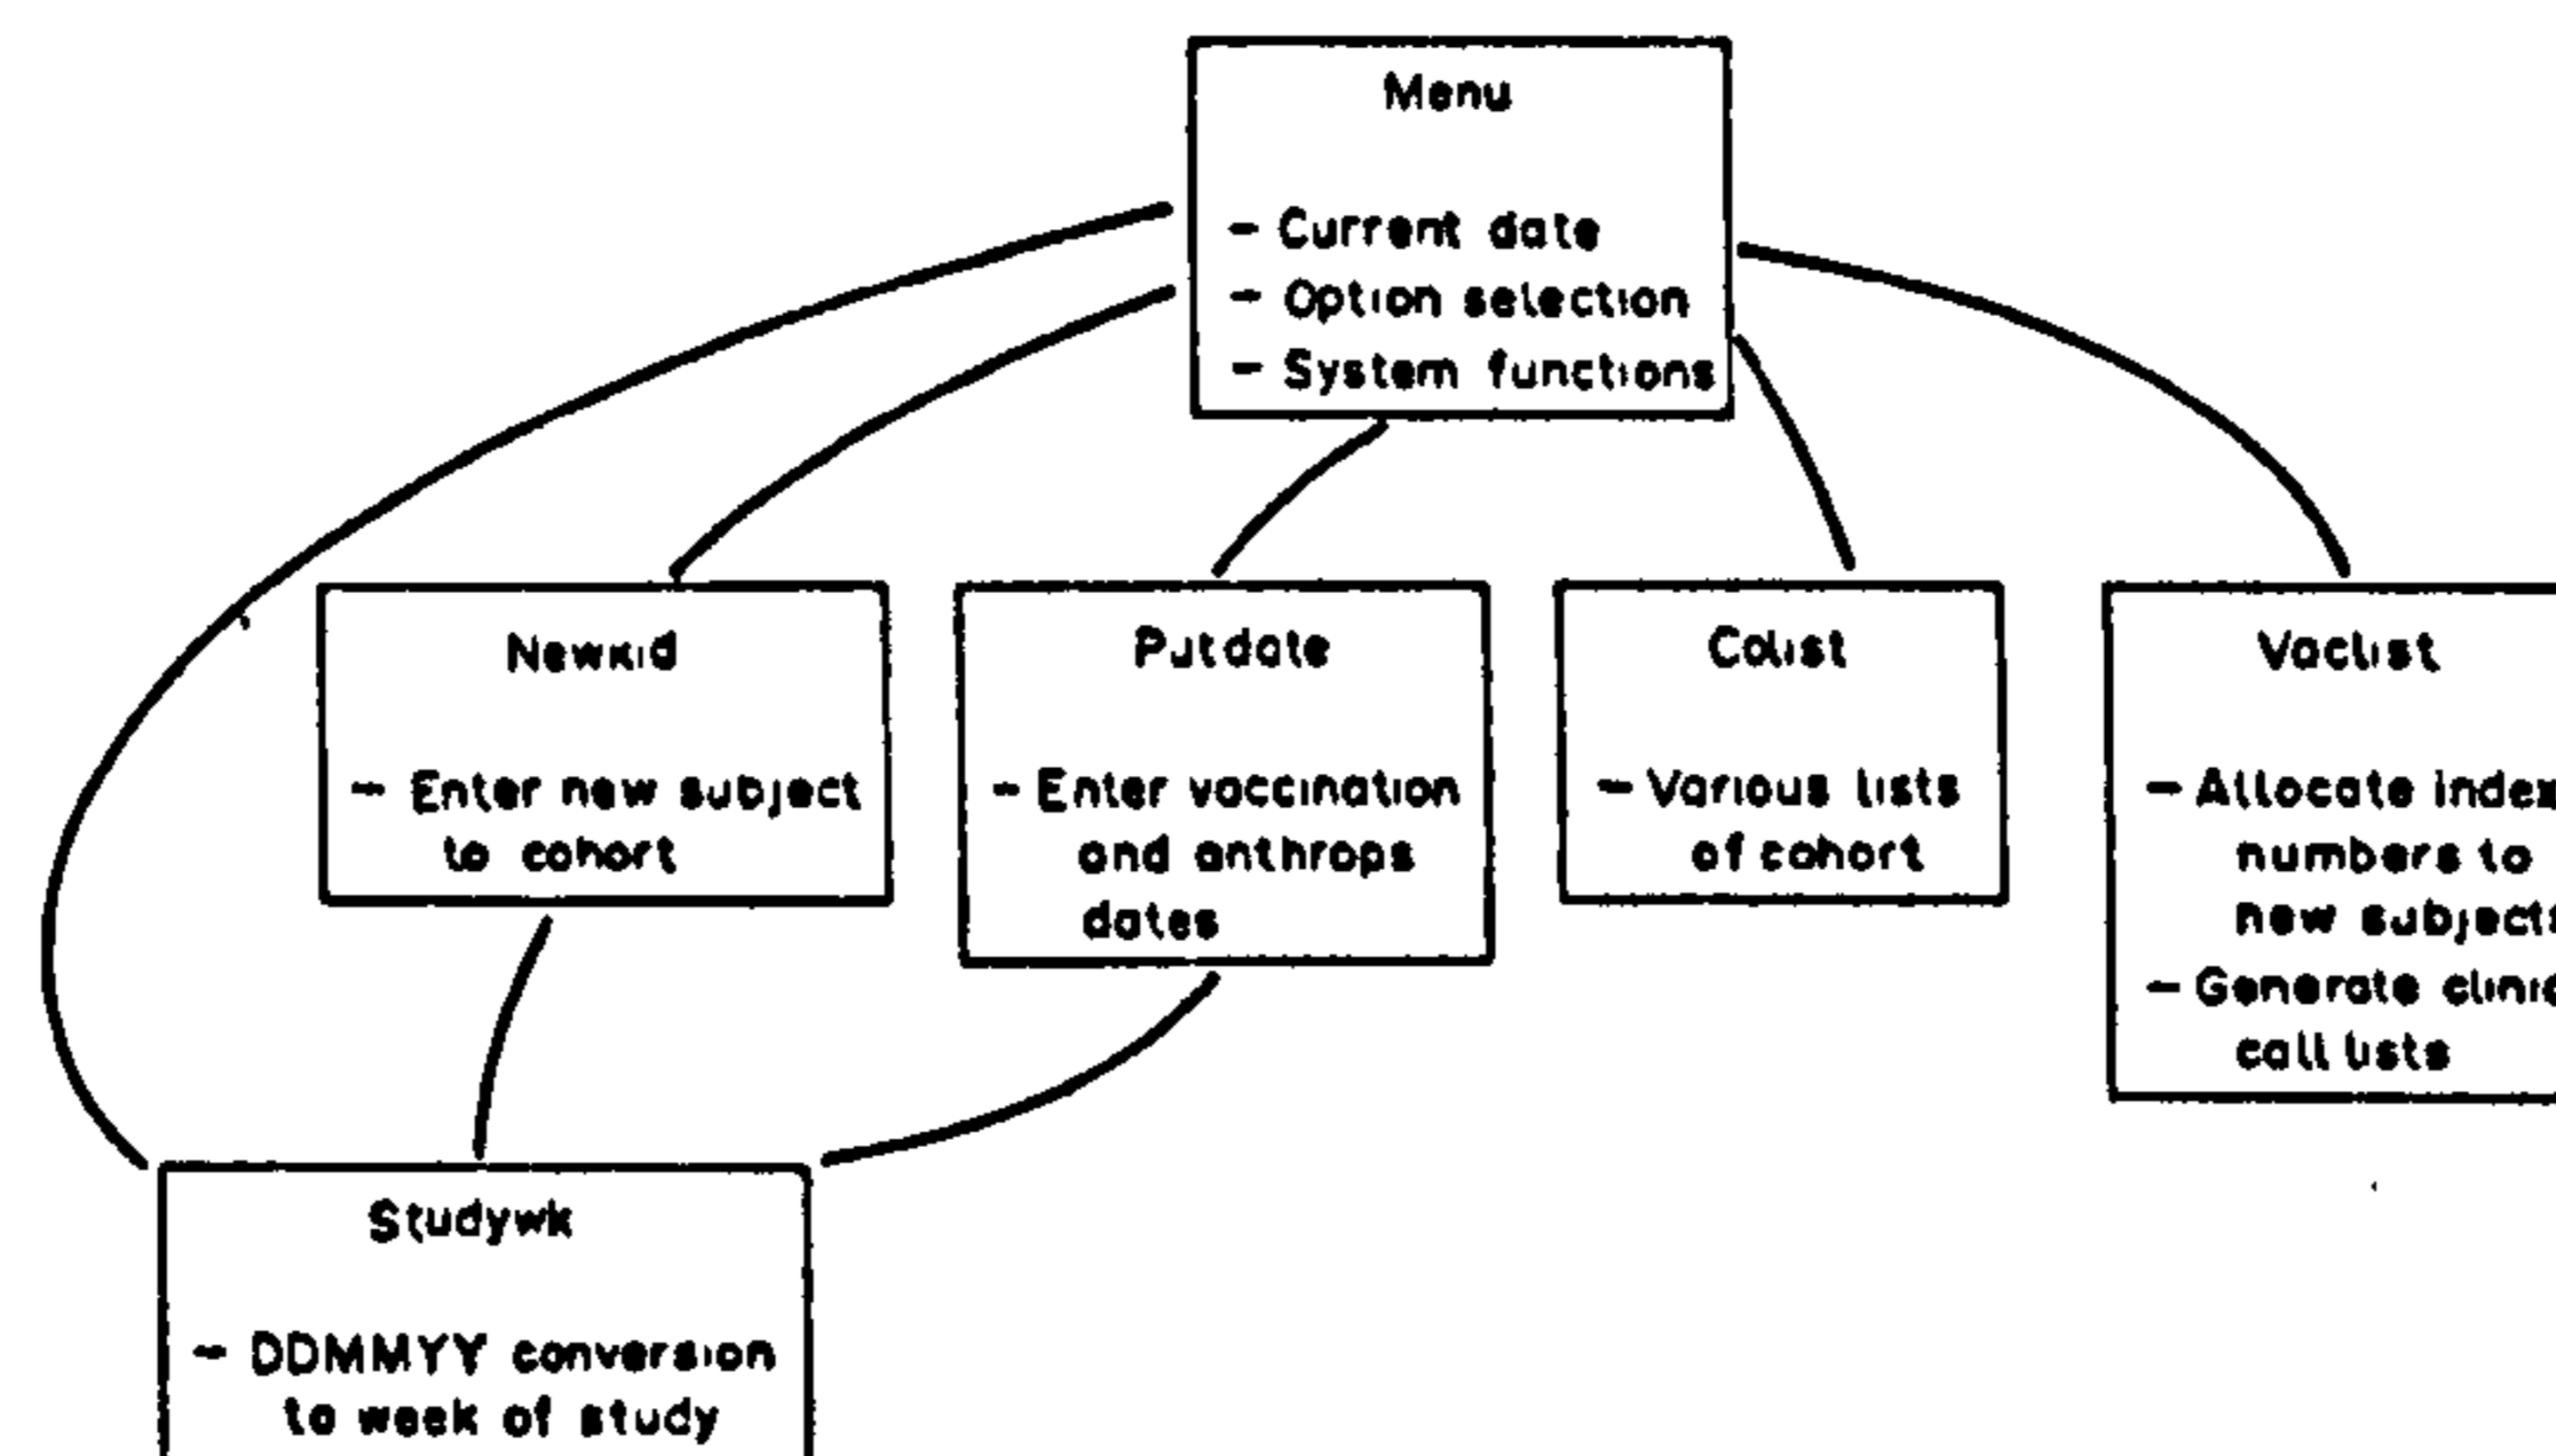 Menu
- Current date
- Option selection
- System functions
Newkid
- Enter new subject
to cohort
Putdate
- Enter vaccination
and anthrops
dates
Colist
- Various lists
of cohort
Vaclist
- Allocate index
numbers to
new subjects
- Generate clinic
call lists
Studywk
- DDMMYY conversion
to week of study